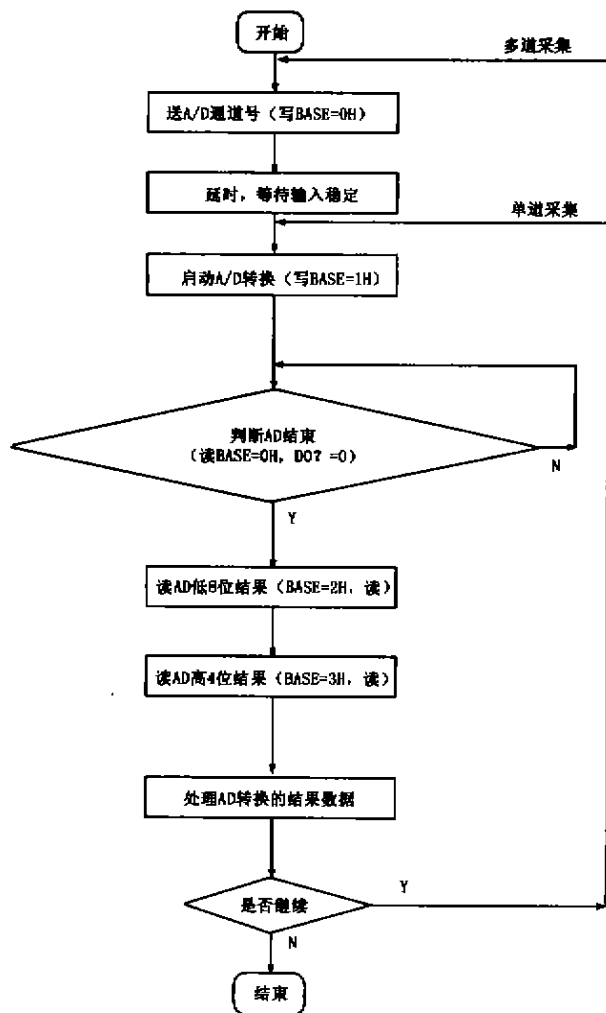 开始
多道采集
送A/D通道号（写BASE=0H）
延时，等待输入稳定
单道采集
启动A/D转换（写BASE=1H）
判断AD结束
（读BASE=0H，D0？=0）
N
Y
读AD低8位结果（BASE=2H，读）
读AD高4位结果（BASE=3H，读）
处理AD转换的结果数据
Y
是否继续
N
结束